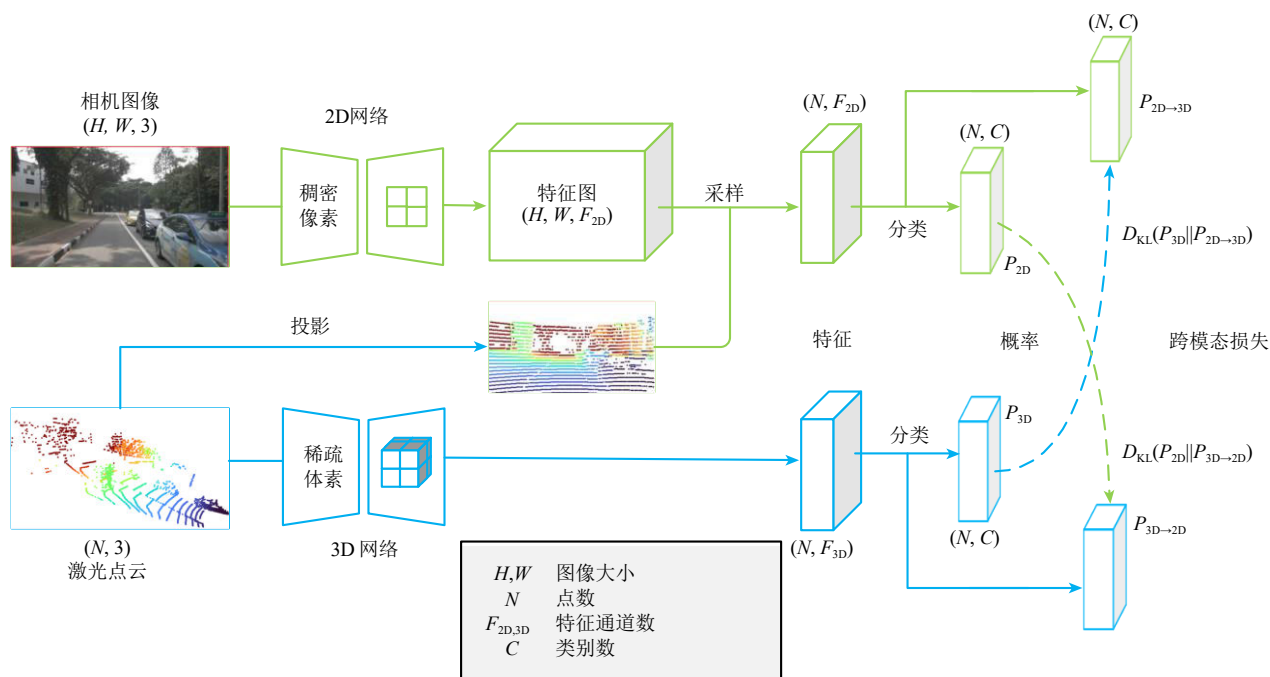 相机图像
(H, W, 3)
2D网络
稠密
像素
特征图
(H, W, F2D)
采样
(N, F2D)
分类
(N, C)
P2D
(N, C)
P2D→3D
DKL(P3D||P2D→3D)
投影
特征
概率
跨模态损失
(N, 3)
激光点云
稀疏
体素
3D 网络
(N, F3D)
分类
P3D
(N, C)
DKL(P2D||P3D→2D)
P3D→2D
H,W 图像大小
N 点数
F2D,3D 特征通道数
C 类别数